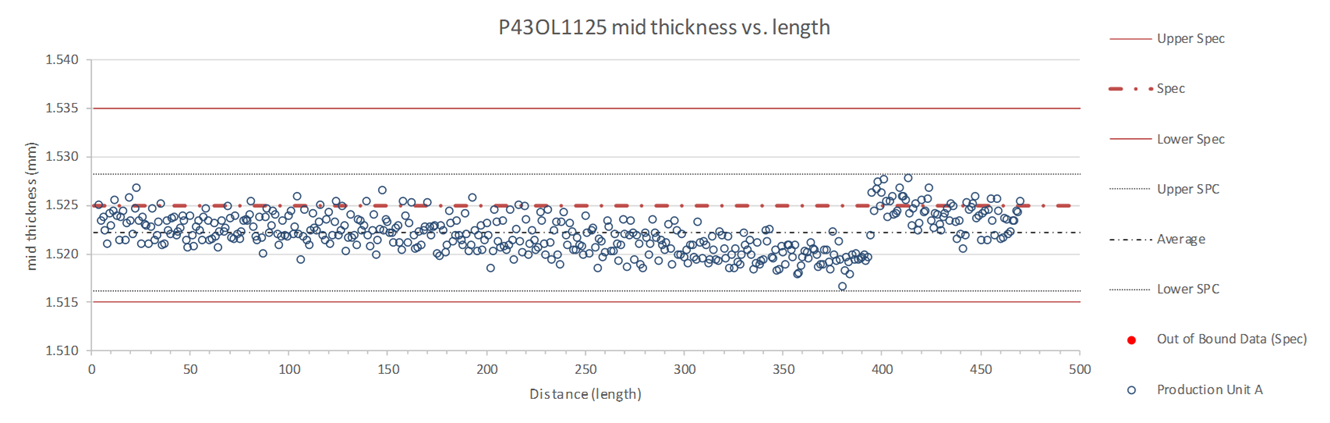 P43OL1125 mid thickness vs. length
mid thickness (mm)
1.540
1.535
1.530
1.525
1.520
1.515
1.510
0
50
100
150
200
250
300
350
400
450
500
Distance (length)
Upper Spec
Spec
Lower Spec
Upper SPC
Average
Lower SPC
Out of Bound Data (Spec)
Production Unit A